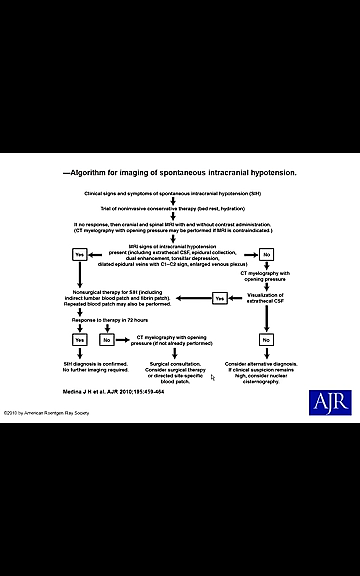 —Algorithm for imaging of spontaneous intracranial hypotension.
Clinical signs and symptoms of spontaneous intracranial hypotension (SIH)
Trial of noninvasive conservative therapy (bed rest, hydration)
If no response, then cranial and spinal MRI with and without contrast administration.
(CT myelography with opening pressure may be performed if MRI is contraindicated.)
MRI signs of intracranial hypotension
present (including extrathecal CSF, epidural collection,
dural enhancement, tonsillar depression,
dilated epidural veins with C1–C2 sign, enlarged venous plexus)
Yes
No
CT myelography with
opening pressure
Nonsurgical therapy for SIH (including
indirect lumbar blood patch and fibrin patch).
Repeated blood patch may also be performed.
Yes
Visualization of
extrathecal CSF
Response to therapy in 72 hours
Yes
No
CT myelography with opening
pressure (if not already performed)
No
SIH diagnosis is confirmed.
No further imaging required.
Surgical consultation.
Consider surgical therapy
or directed site-specific
blood patch.
Consider alternative diagnosis.
If clinical suspicion remains
high, consider nuclear
cisternography.
Medina J H et al. AJR 2010;195:459-464
AJR
©2010 by American Roentgen Ray Society